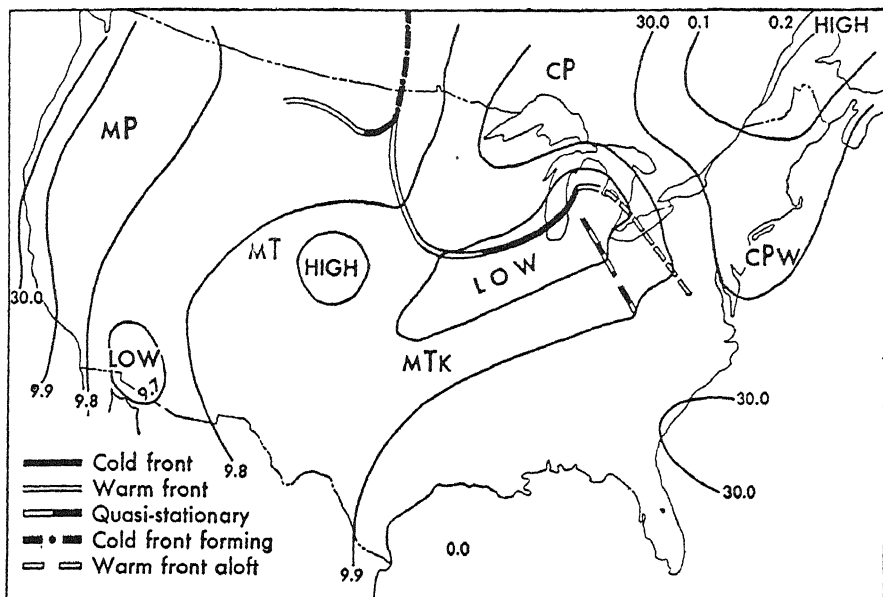 30.0 0.1 0.2 HIGH
cP
mP
mT
HIGH
LOW
cPw
30.0
LOW
9.7
mTk
9.9 9.8
30.0
9.8
30.0
0.0
9.9
Cold front
Warm front
Quasi-stationary
Cold front forming
Warm front aloft